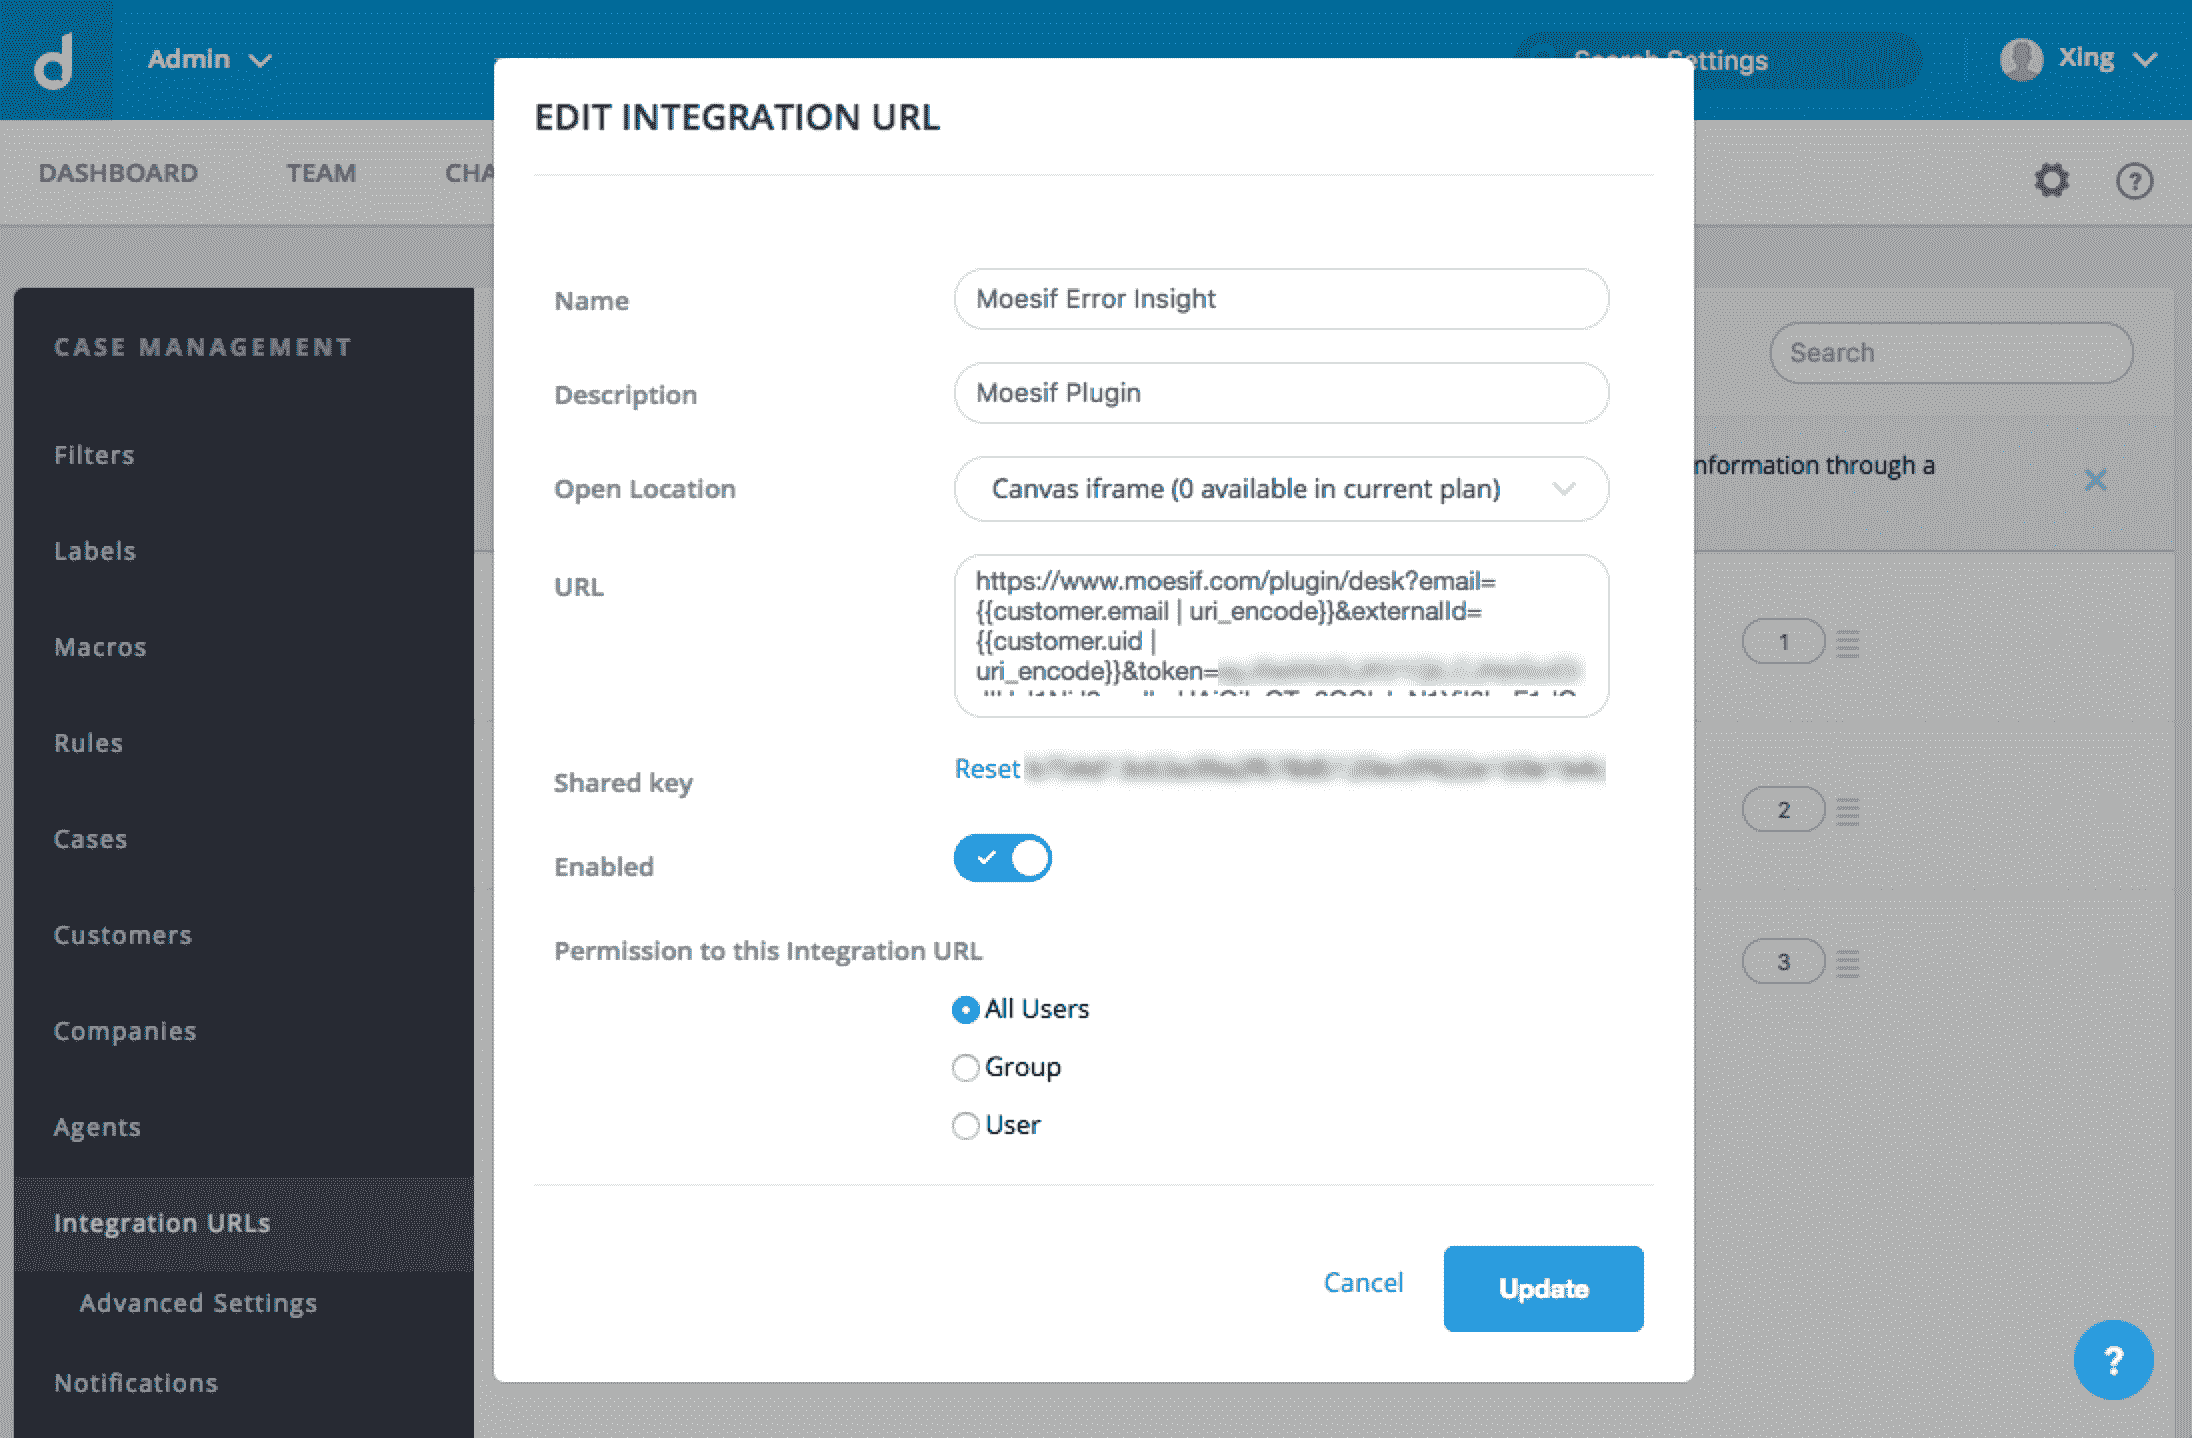 d
Admin
Search Settings
Xing
DASHBOARD
TEAM
CHA
?
EDIT INTEGRATION URL
CASE MANAGEMENT
Filters
Labels
Macros
Rules
Cases
Customers
Companies
Agents
Integration URLs
Advanced Settings
Notifications
Name
Moesif Error Insight
Description
Moesif Plugin
Open Location
Canvas iframe (0 available in current plan)
URL
https://www.moesif.com/plugin/desk?email=
{{customer.email | uri_encode}}&externalId=
{{customer.uid |
uri_encode}}&token=
Shared key
Reset
Enabled
Permission to this Integration URL
All Users
Group
User
Cancel
Update
Search
nformation through a
1
2
3
?